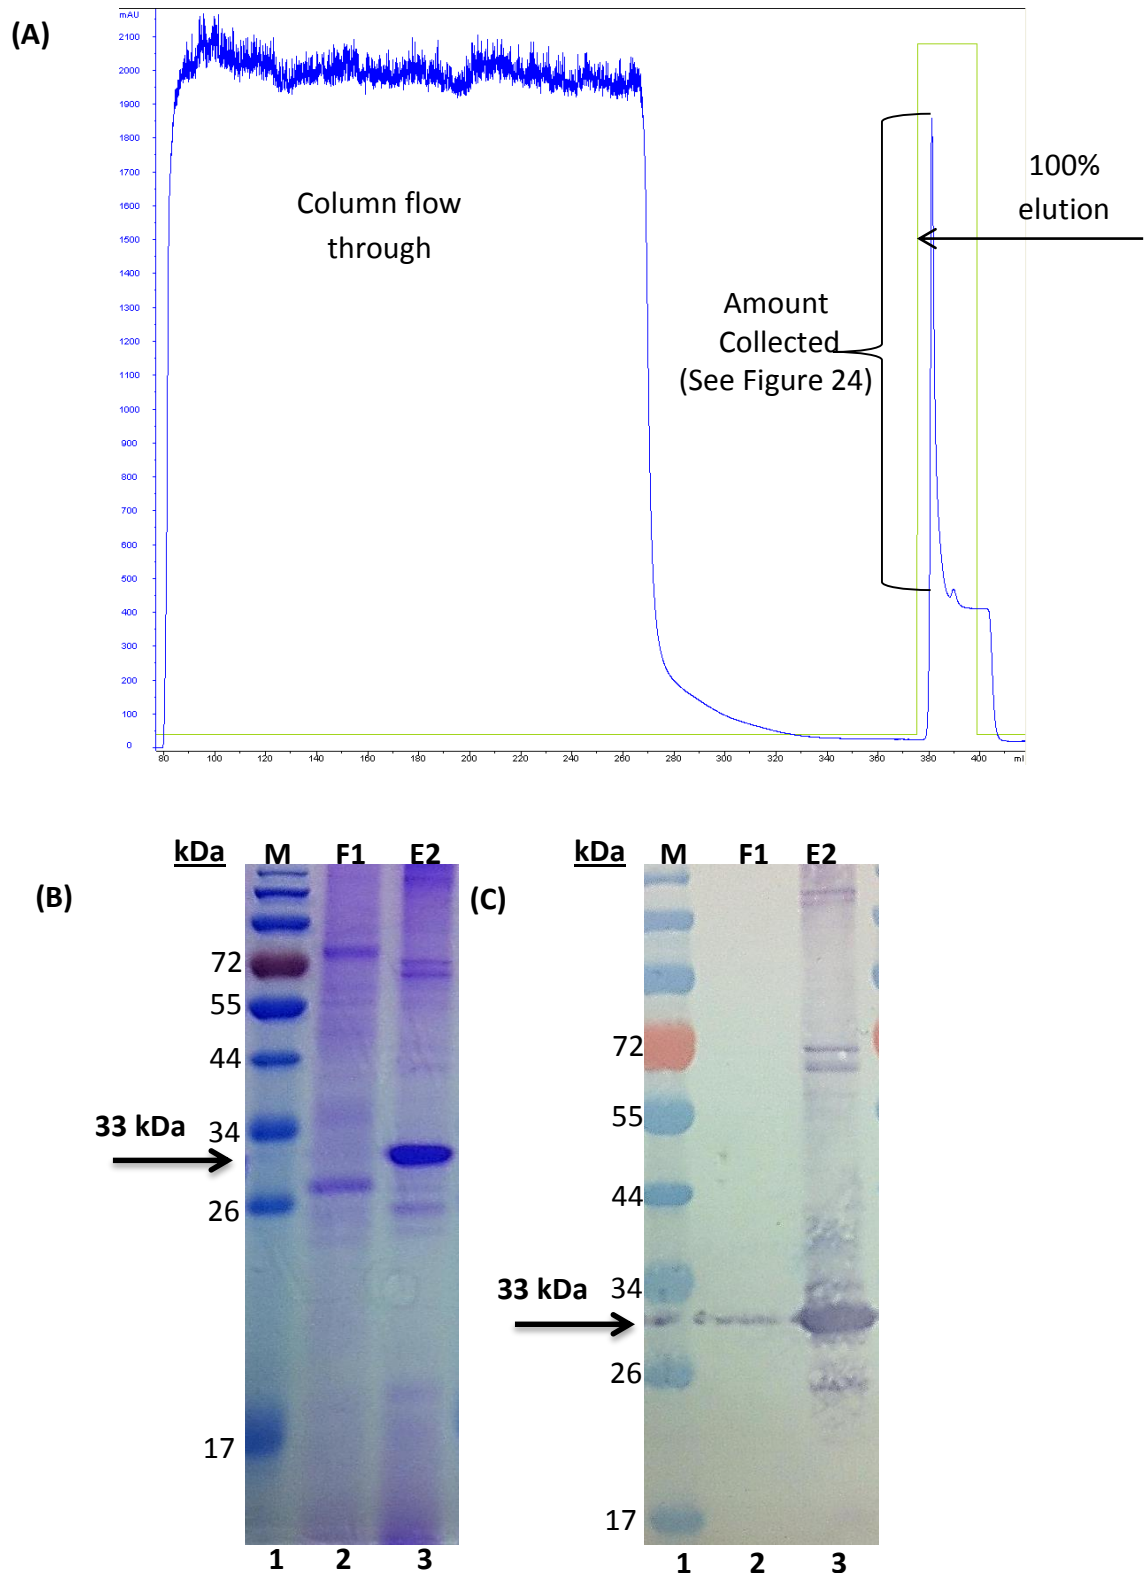 (A)
mAU
2100
2000
1900
1800
1700
1600
1500
1400
1300
1200
1100
1000
900
800
700
600
500
400
300
200
100
0
80 100 120 140 160 180 200 220 240 260 280 300 320 340 360 380 400 ml
Column flow
through
Amount
Collected
(See Figure 24)
100%
elution
(B)
kDa M F1 E2
72
55
44
34
33 kDa
26
17
1 2 3
(C)
kDa M F1 E2
72
55
44
34
33 kDa
26
17
1 2 3